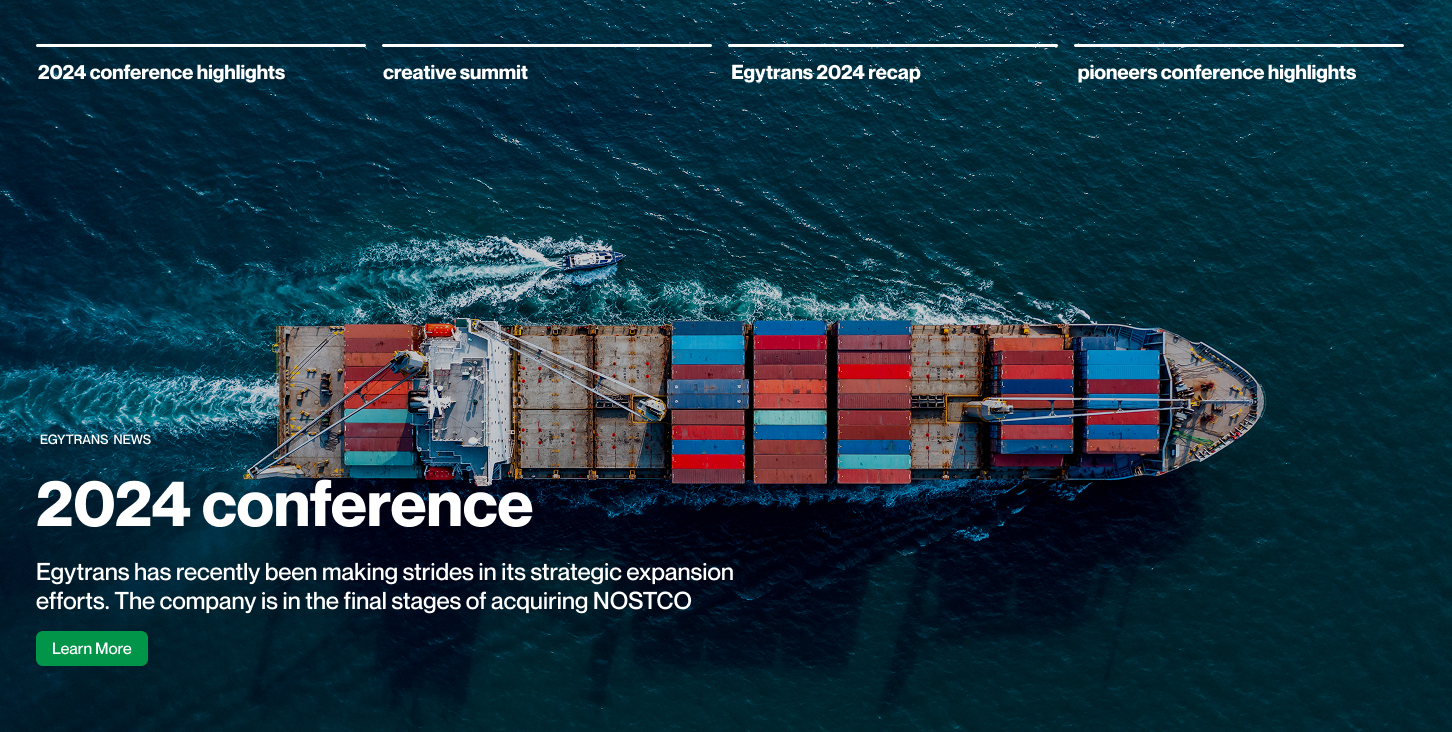 2024 conference highlights
creative summit
Egytrans 2024 recap
pioneers conference highlights
EGYTRANS NEWS
2024 conference
Egytrans has recently been making strides in its strategic expansion
efforts. The company is in the final stages of acquiring NOSTCO
Learn More